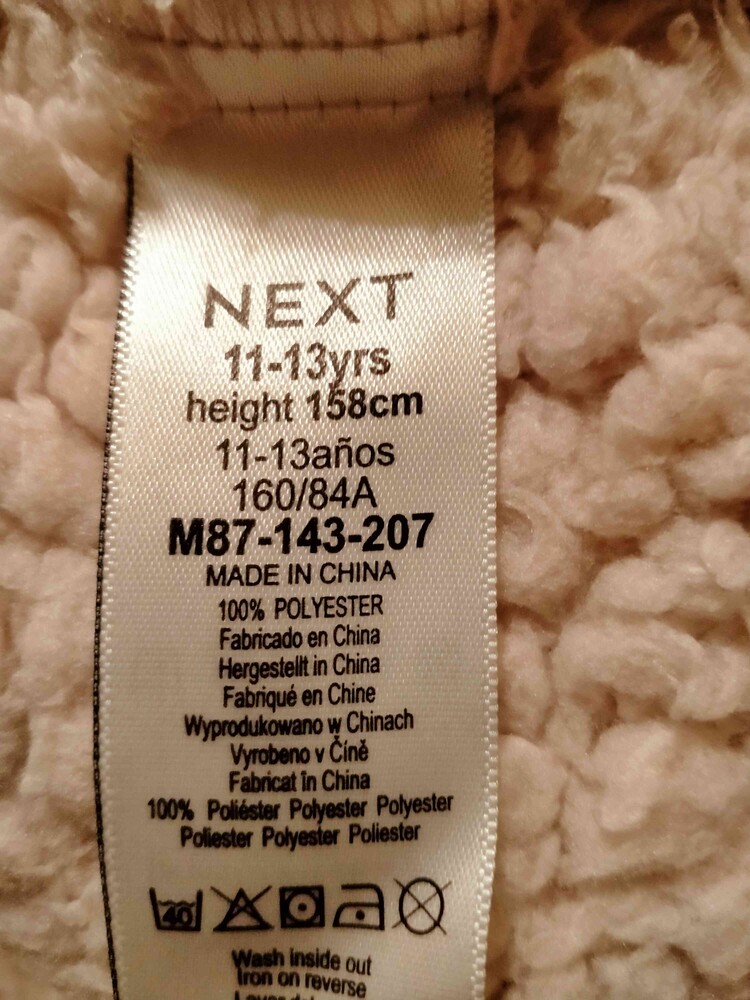 NEXT
11-13yrs
height 158cm
11-13años
160/84A
M87-143-207
MADE IN CHINA
100% POLYESTER
Fabricado en China
Hergestellt in China
Fabriqué en Chine
Wyprodukowano w Chinach
Vyrobeno v Číně
Fabricat în China
100% Poliéster Polyester Polyester
Poliester Polyester Poliester
40
Wash inside out
Iron on reverse